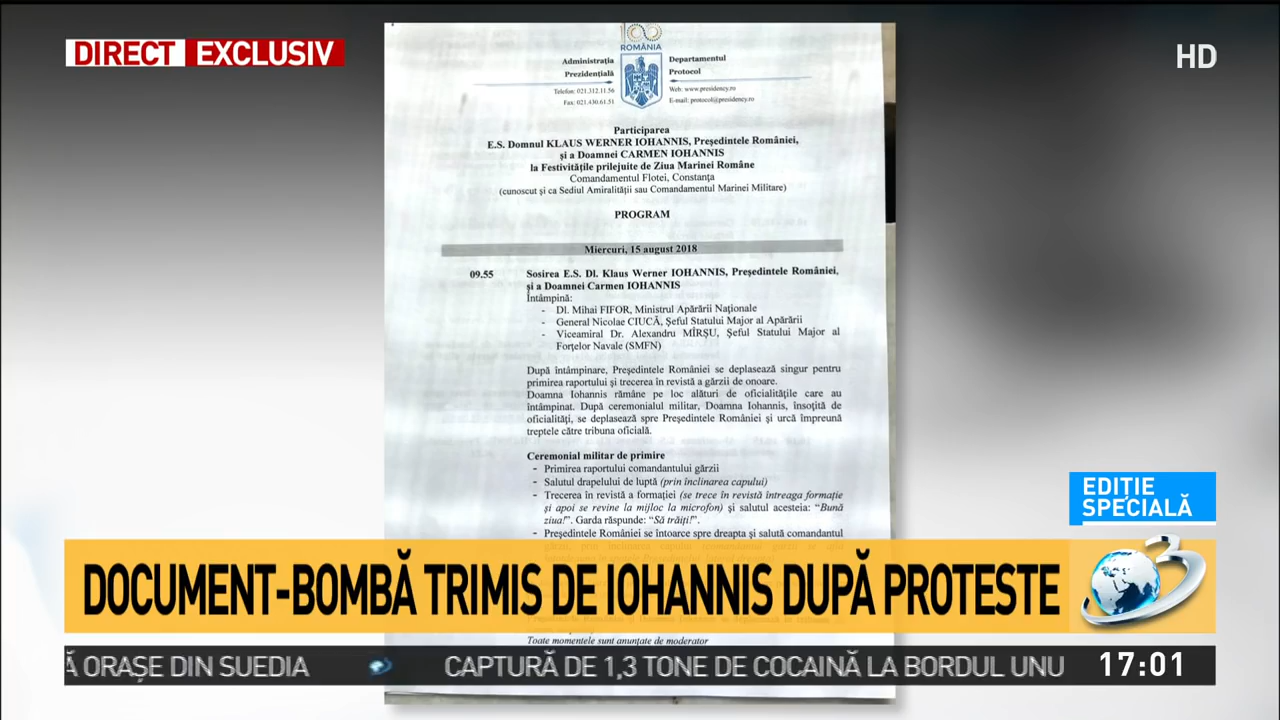 DIRECT EXCLUSIV
HD
100
ROMÂNIA
Administrația
Prezidențială
Telefon: 021.312.11.56
Fax: 021.430.61.51
Departamentul
Protocol
Web: www.presidency.ro
E-mail: protocol@presidency.ro
Participarea
E.S. Domnul KLAUS WERNER IOHANNIS, Președintele României,
și a Doamnei CARMEN IOHANNIS
la Festivitățile prilejuite de Ziua Marinei Române
Comandamentul Flotei, Constanța
(cunoscut și ca Sediul Amiralității sau Comandamentul Marinei Militare)
PROGRAM
Miercuri, 15 august 2018
09.55 Sosirea E.S. Dl. Klaus Werner IOHANNIS, Președintele României,
și a Doamnei Carmen IOHANNIS
Întâmpină:
- Dl. Mihai FIFOR, Ministrul Apărării Naționale
- General Nicolae CIUCĂ, Șeful Statului Major al Apărării
- Viceamiral Dr. Alexandru MÎRȘU, Șeful Statului Major al
Forțelor Navale (SMFN)
După întâmpinare, Președintele României se deplasează singur pentru
primirea raportului și trecerea în revistă a gărzii de onoare.
Doamna Iohannis rămâne pe loc alături de oficialitățile care au
întâmpinat. După ceremonialul militar, Doamna Iohannis, însoțită de
oficialități, se deplasează spre Președintele României și urcă împreună
treptele către tribuna oficială.
Ceremonial militar de primire
- Primirea raportului comandantului gărzii
- Salutul drapelului de luptă (prin înclinarea capului)
- Trecerea în revistă a formației (se trece în revistă întreaga formație
și apoi se revine la mijloc la microfon) și salutul acesteia: “Bună
ziua!”. Garda răspunde: “Să trăiți!”.
- Președintele României se întoarce spre dreapta și salută comandantul
EDIȚIE
SPECIALĂ
DOCUMENT-BOMBĂ TRIMIS DE IOHANNIS DUPĂ PROTESTE
3
Toate momentele sunt anunțate de moderator
Ă ORAȘE DIN SUEDIA
CAPTURĂ DE 1,3 TONE DE COCAINĂ LA BORDUL UNU
17:01